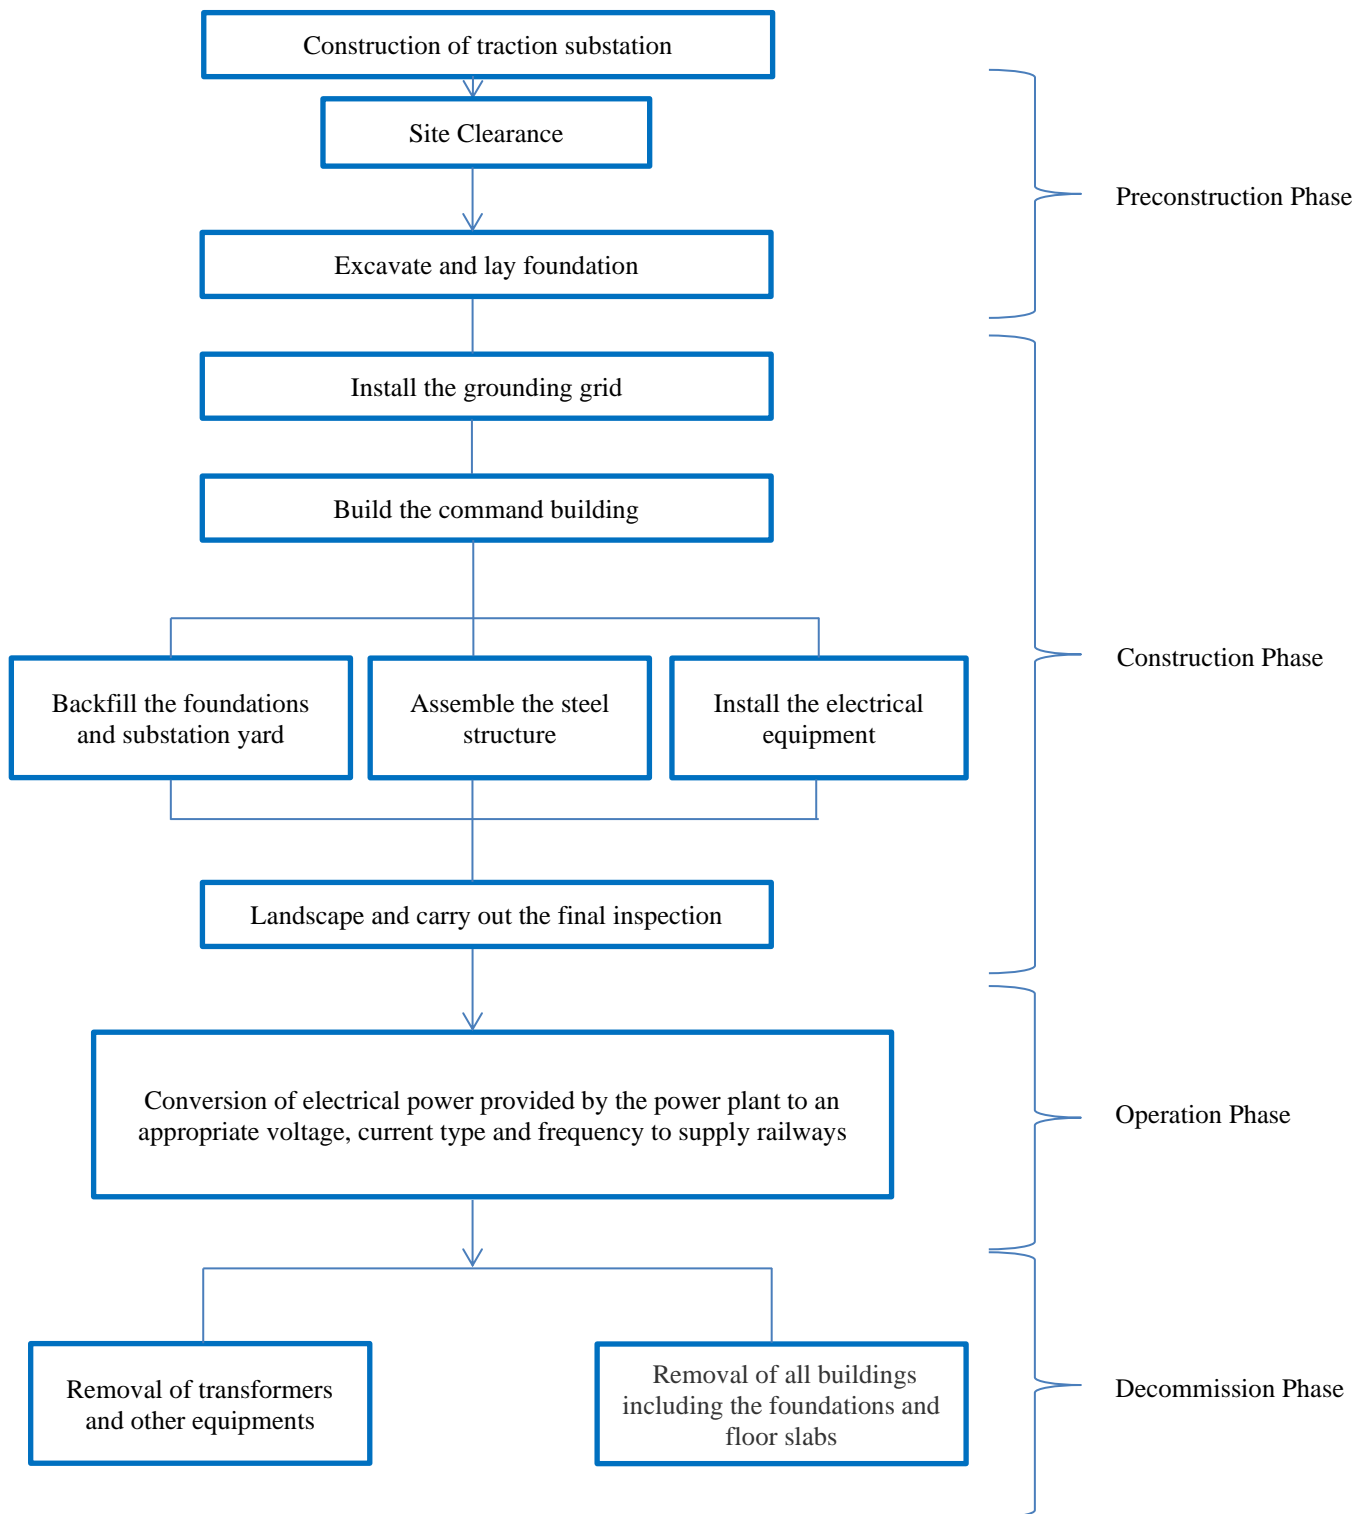 Construction of traction substation
Site Clearance
Preconstruction Phase
Excavate and lay foundation
Install the grounding grid
Build the command building
Backfill the foundations
and substation yard
Assemble the steel
structure
Install the electrical
equipment
Construction Phase
Landscape and carry out the final inspection
Conversion of electrical power provided by the power plant to an
appropriate voltage, current type and frequency to supply railways
Operation Phase
Removal of transformers
and other equipments
Removal of all buildings
including the foundations and
floor slabs
Decommission Phase